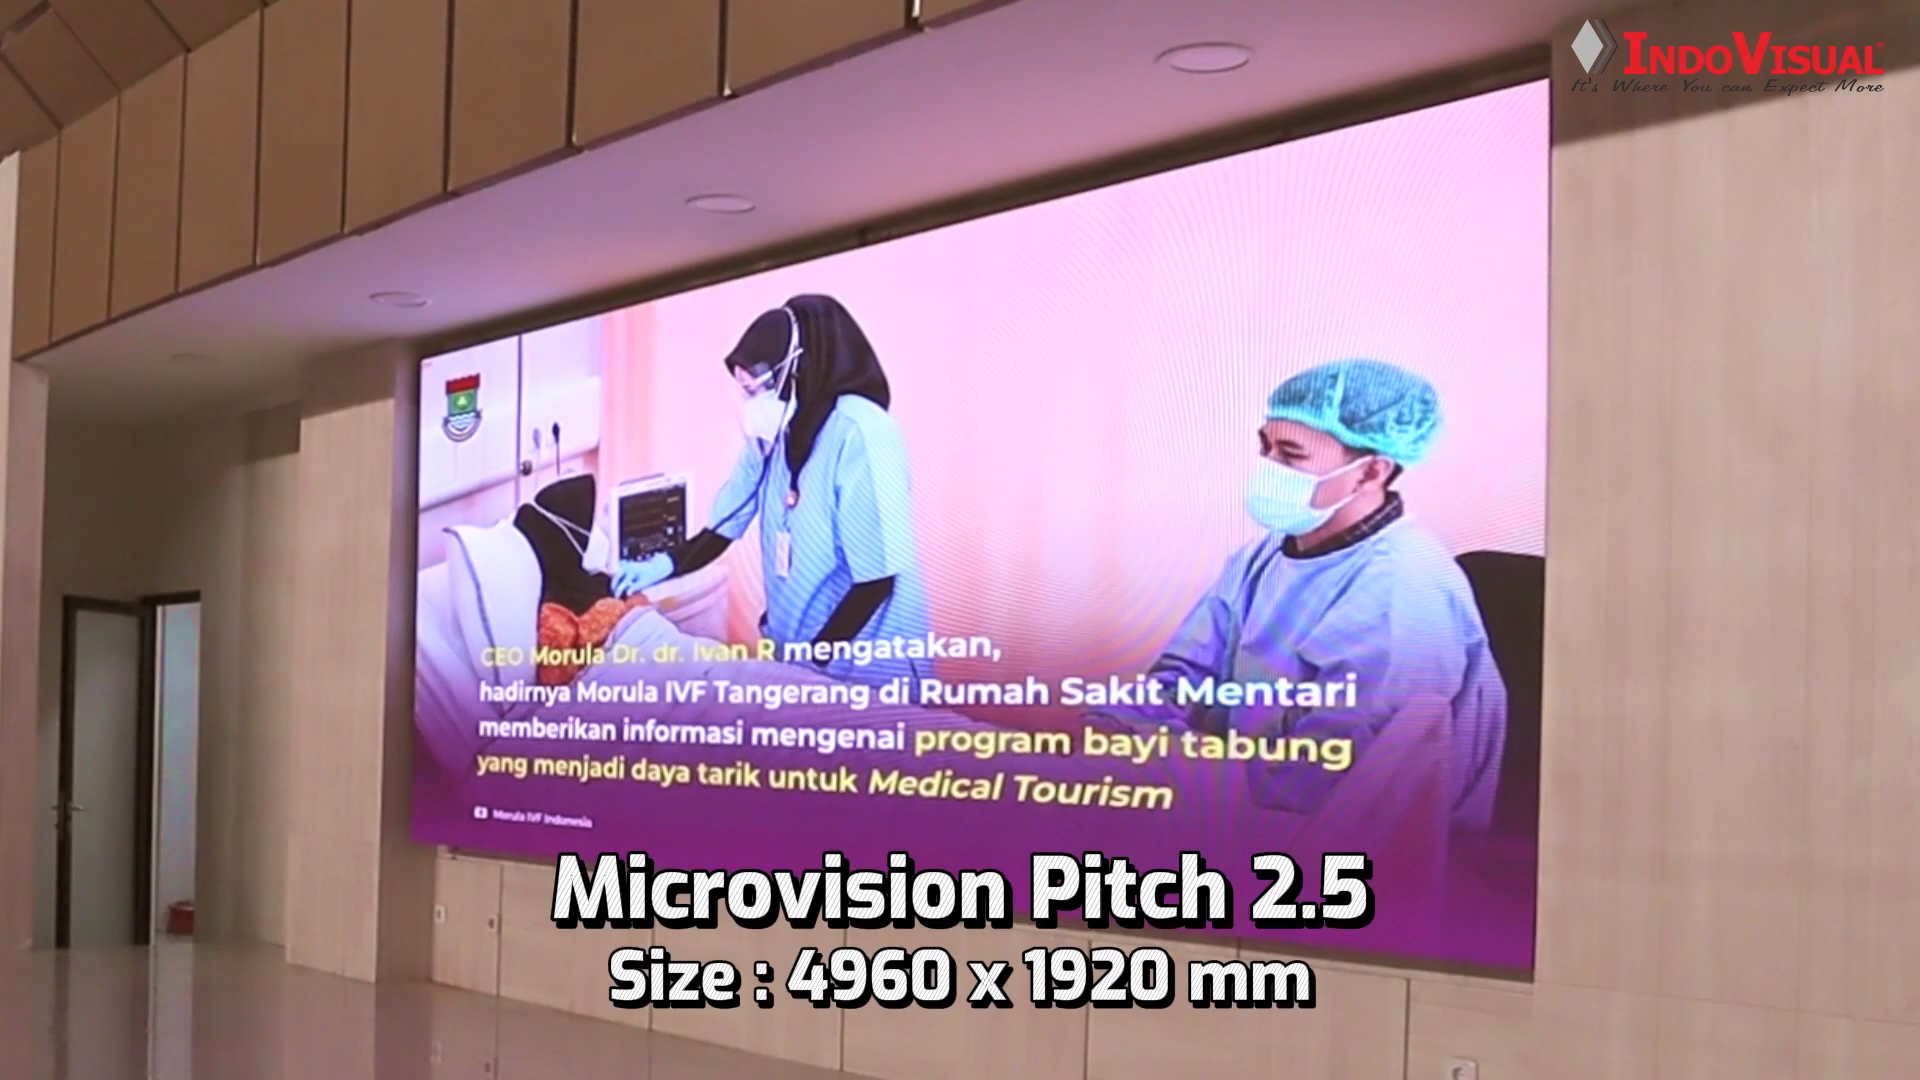 INDOVISUAL
It's Where You can Expect More
CEO Morula Dr. dr. Ivan R mengatakan,
hadirnya Morula IVF Tangerang di Rumah Sakit Mentari
memberikan informasi mengenai program bayi tabung
yang menjadi daya tarik untuk Medical Tourism
Morula IVF Indonesia
Microvision Pitch 2.5
Size : 4960 x 1920 mm